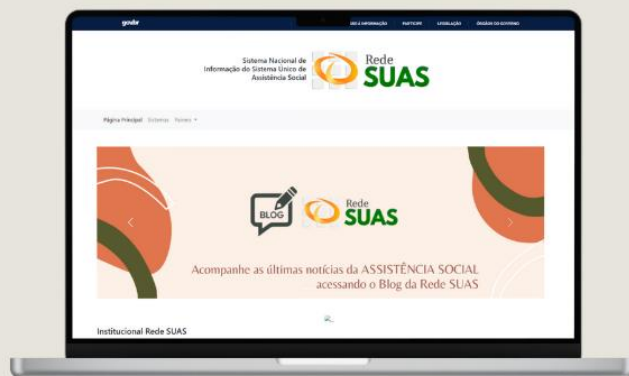 govbr
PARTICIPE LEGISLAÇÃO ÓRGÃOS DO GOVERNO
Sistema Nacional de
Informação do Sistema Único de
Assistência Social
Rede
SUAS
Página Principal Sistemas
BLOG
Rede
SUAS
Acompanhe as últimas notícias da ASSISTÊNCIA SOCIAL
acessando o Blog da Rede SUAS
Institucional Rede SUAS